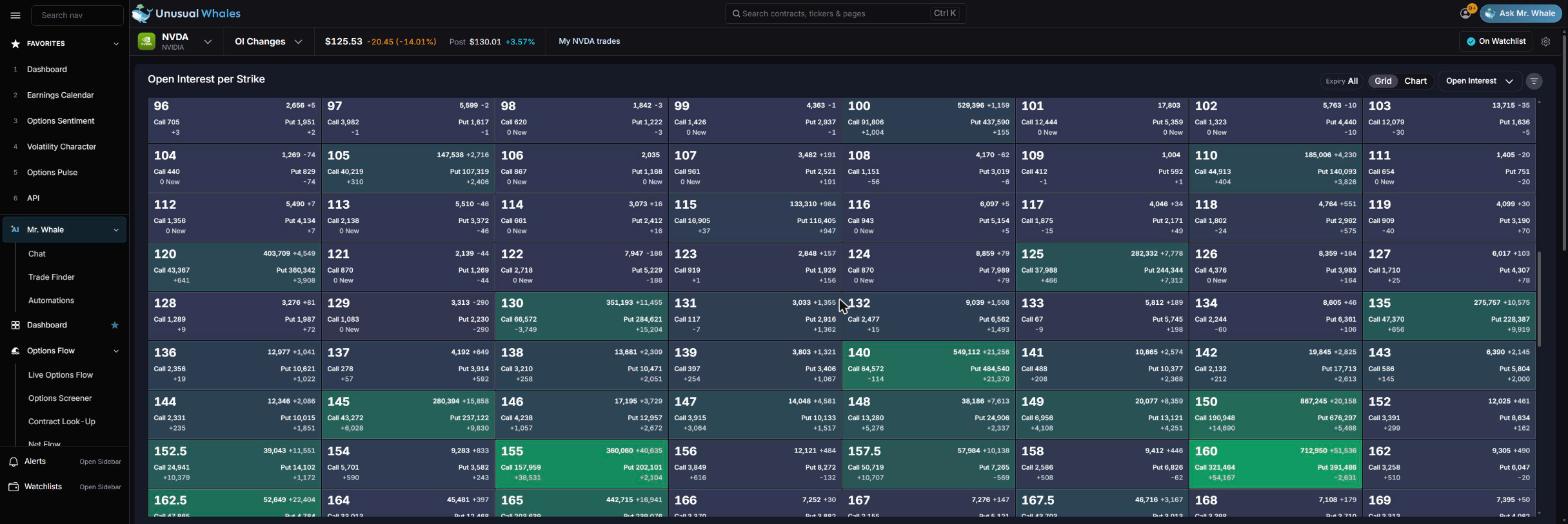 Search nav
Unusual Whales
Search contracts, tickers & pages
Ctrl K
9+
Ask Mr. Whale
FAVORITES
1 Dashboard
2 Earnings Calendar
3 Options Sentiment
4 Volatility Character
5 Options Pulse
6 API
AI Mr. Whale
Chat
Trade Finder
Automations
Dashboard
Options Flow
Live Options Flow
Options Screener
Contract Look-Up
Net Flow
Alerts Open Sidebar
Watchlists Open Sidebar
NVDA
NVIDIA
OI Changes
$125.53 -20.45 (-14.01%) Post $130.01 +3.57%
My NVDA trades
On Watchlist
Open Interest per Strike
Expiry All
Grid Chart
Open Interest
96 2,656 +5 97 5,599 -2 98 1,842 -3 99 4,363 -1 100 529,396 +1,159 101 17,803 102 5,763 -10 103 13,715 -35
Call 705 Put 1,951 Call 3,982 Put 1,617 Call 620 Put 1,222 Call 1,426 Put 2,937 Call 91,806 Put 437,590 Call 12,444 Put 5,359 Call 1,323 Put 4,440 Call 12,079 Put 1,636
+3 +2 -1 -1 0 New -3 0 New -1 +1,004 +155 0 New 0 New 0 New -10 -30 -5
104 1,269 -74 105 147,538 +2,716 106 2,035 107 3,482 +191 108 4,170 -62 109 1,004 110 185,006 +4,230 111 1,405 -20
Call 440 Put 829 Call 40,219 Put 107,319 Call 867 Put 1,168 Call 961 Put 2,521 Call 1,151 Put 3,019 Call 412 Put 592 Call 44,913 Put 140,093 Call 654 Put 751
0 New -74 +310 +2,406 0 New 0 New 0 New +191 -56 -6 -1 +1 +404 +3,826 0 New -20
112 5,490 +7 113 5,510 -46 114 3,073 +16 115 133,310 +984 116 6,097 +5 117 4,046 +34 118 4,764 +551 119 4,099 +30
Call 1,356 Put 4,134 Call 2,138 Put 3,372 Call 661 Put 2,412 Call 16,905 Put 116,405 Call 943 Put 5,154 Call 1,875 Put 2,171 Call 1,802 Put 2,962 Call 909 Put 3,190
0 New +7 0 New -46 0 New +16 +37 +947 0 New +5 -15 +49 -24 +575 -40 +70
120 403,709 +4,549 121 2,139 -44 122 7,947 -186 123 2,848 +157 124 8,859 +79 125 282,332 +7,778 126 8,359 +164 127 6,017 +103
Call 43,367 Put 360,342 Call 870 Put 1,269 Call 2,718 Put 5,229 Call 919 Put 1,929 Call 870 Put 7,989 Call 37,988 Put 244,344 Call 4,376 Put 3,983 Call 1,710 Put 4,307
+641 +3,908 0 New -44 0 New -186 +1 +156 0 New +79 +466 +7,312 0 New +164 +25 +78
128 3,276 +81 129 3,313 -290 130 351,193 +11,455 131 3,033 +1,355 132 9,039 +1,508 133 5,812 +189 134 8,605 +46 135 275,757 +10,575
Call 1,289 Put 1,987 Call 1,083 Put 2,230 Call 66,572 Put 284,621 Call 117 Put 2,916 Call 2,477 Put 6,562 Call 67 Put 5,745 Call 2,244 Put 6,361 Call 47,370 Put 228,387
+9 +72 0 New -290 -3,749 +15,204 -7 +1,362 +15 +1,493 -9 +198 -60 +106 +656 +9,919
136 12,977 +1,041 137 4,192 +649 138 13,681 +2,309 139 3,803 +1,321 140 549,112 +21,256 141 10,865 +2,574 142 19,845 +2,825 143 6,390 +2,145
Call 2,356 Put 10,621 Call 278 Put 3,914 Call 3,210 Put 10,471 Call 397 Put 3,406 Call 64,572 Put 484,540 Call 488 Put 10,377 Call 2,132 Put 17,713 Call 586 Put 5,804
+19 +1,022 +57 +592 +258 +2,051 +254 +1,067 -114 +21,370 +208 +2,368 +212 +2,613 +145 +2,000
144 12,346 +2,086 145 280,394 +15,858 146 17,195 +3,729 147 14,048 +4,581 148 38,186 +7,613 149 20,077 +8,359 150 867,245 +20,158 152 12,025 +461
Call 2,331 Put 10,015 Call 43,272 Put 237,122 Call 4,238 Put 12,957 Call 3,915 Put 10,133 Call 13,280 Put 24,906 Call 6,956 Put 13,121 Call 190,948 Put 676,297 Call 3,391 Put 8,634
+235 +1,851 +6,028 +9,830 +1,057 +2,672 +3,064 +1,517 +5,276 +2,337 +4,108 +4,251 +14,690 +5,468 +299 +162
152.5 39,043 +11,551 154 9,283 +833 155 360,060 +40,635 156 12,121 +484 157.5 57,984 +10,138 158 9,412 +446 160 712,950 +51,536 162 9,305 +490
Call 24,941 Put 14,102 Call 5,701 Put 3,582 Call 157,959 Put 202,101 Call 3,849 Put 8,272 Call 50,719 Put 7,265 Call 2,586 Put 6,826 Call 321,464 Put 391,486 Call 3,258 Put 6,047
+10,379 +1,172 +590 +243 +38,531 +2,104 +616 -132 +10,707 -569 +508 -62 +54,167 -2,631 +510 -20
162.5 52,649 +22,404 164 45,481 +397 165 442,715 +16,941 166 7,252 +30 167 7,276 +147 167.5 46,716 +3,167 168 7,108 +179 169 7,395 +50